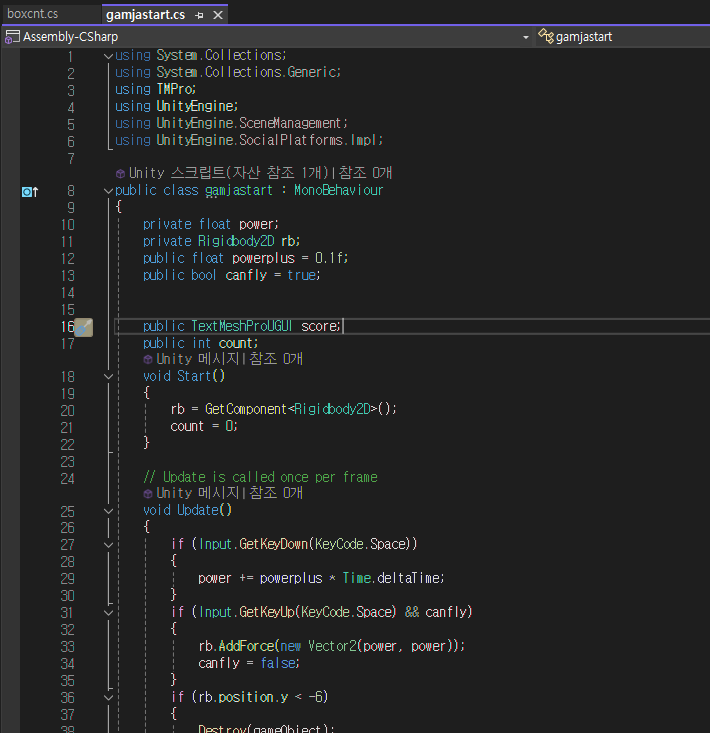 boxcnt.cs gamjastart.cs
Assembly-CSharp gamjastart
1 using System.Collections;
2 using System.Collections.Generic;
3 using TMPro;
4 using UnityEngine;
5 using UnityEngine.SceneManagement;
6 using UnityEngine.SocialPlatforms.Impl;
7
Unity 스크립트(자산 참조 1개)|참조 0개
8 public class gamjastart : MonoBehaviour
9 {
10 private float power;
11 private Rigidbody2D rb;
12 public float powerplus = 0.1f;
13 public bool canfly = true;
14
15
16 public TextMeshProUGUI score;
17 public int count;
Unity 메시지|참조 0개
18 void Start()
19 {
20 rb = GetComponent<Rigidbody2D>();
21 count = 0;
22 }
23
24 // Update is called once per frame
Unity 메시지|참조 0개
25 void Update()
26 {
27 if (Input.GetKeyDown(KeyCode.Space))
28 {
29 power += powerplus * Time.deltaTime;
30 }
31 if (Input.GetKeyUp(KeyCode.Space) && canfly)
32 {
33 rb.AddForce(new Vector2(power, power));
34 canfly = false;
35 }
36 if (rb.position.y < -6)
37 {
38 Destroy(gameObject);